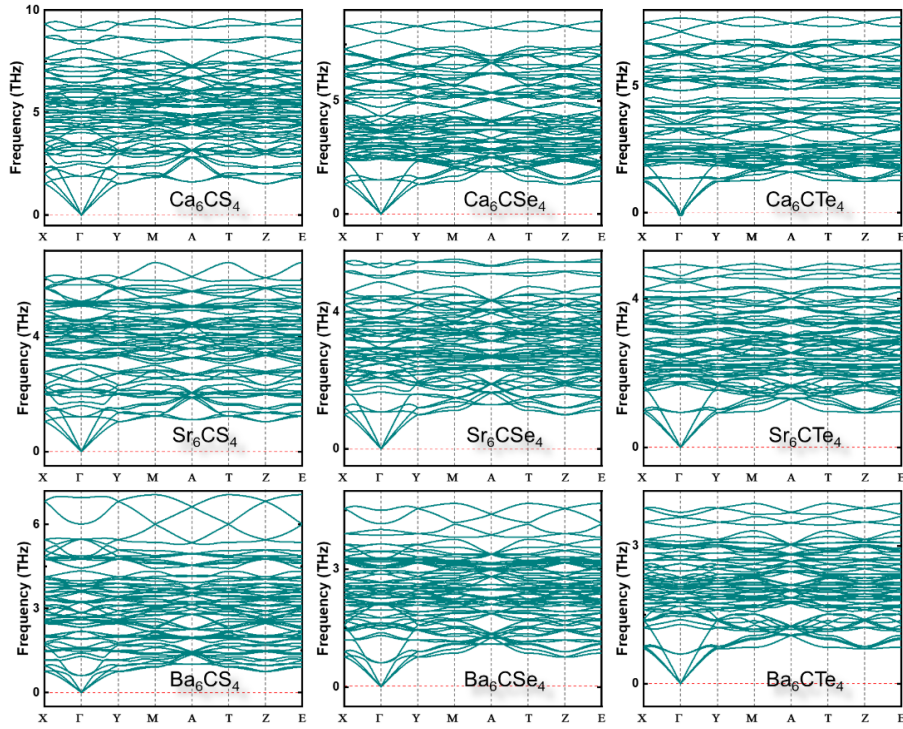 10
5
0
Frequency (THz)
Ca₆CS₄
X Γ Y M A T Z E
5
0
Frequency (THz)
Ca₆CSe₄
X Γ Y M A T Z E
5
0
Frequency (THz)
Ca₆CTe₄
X Γ Y M A T Z E
4
0
Frequency (THz)
Sr₆CS₄
X Γ Y M A T Z E
4
0
Frequency (THz)
Sr₆CSe₄
X Γ Y M A T Z E
4
0
Frequency (THz)
Sr₆CTe₄
X Γ Y M A T Z E
6
3
0
Frequency (THz)
Ba₆CS₄
X Γ Y M A T Z E
3
0
Frequency (THz)
Ba₆CSe₄
X Γ Y M A T Z E
3
0
Frequency (THz)
Ba₆CTe₄
X Γ Y M A T Z E